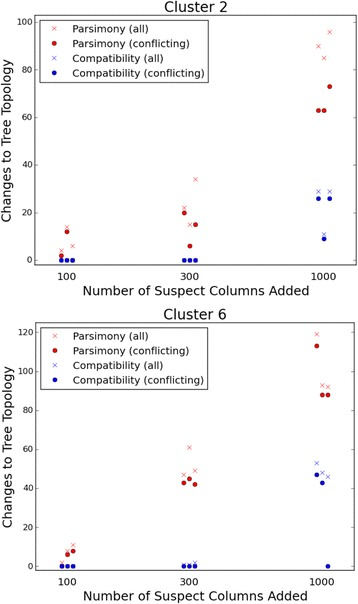 Cluster 2
Parsimony (all)
Parsimony (conflicting)
Compatibility (all)
Compatibility (conflicting)
100
80
60
40
20
0
Changes to Tree Topology
100 300 1000
Number of Suspect Columns Added
Cluster 6
Parsimony (all)
Parsimony (conflicting)
Compatibility (all)
Compatibility (conflicting)
120
100
80
60
40
20
0
Changes to Tree Topology
100 300 1000
Number of Suspect Columns Added